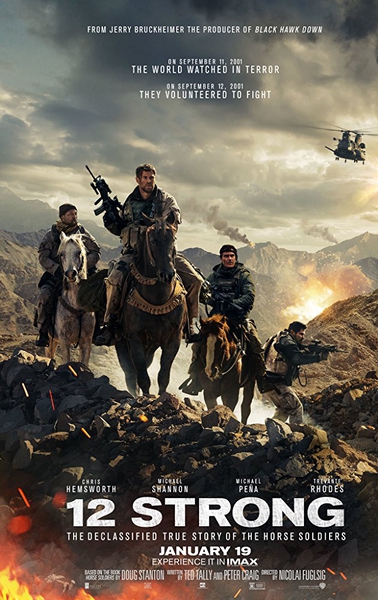 FROM JERRY BRUCKHEIMER THE PRODUCER OF BLACK HAWK DOWN
ON SEPTEMBER 11, 2001
THE WORLD WATCHED IN TERROR
ON SEPTEMBER 12, 2001
THEY VOLUNTEERED TO FIGHT
CHRIS HEMSWORTH
MICHAEL SHANNON
MICHAEL PEÑA
TREVANTE RHODES
12 STRONG
THE DECLASSIFIED TRUE STORY OF THE HORSE SOLDIERS
JANUARY 19
EXPERIENCE IT IN IMAX
BASED ON THE BOOK HORSE SOLDIERS BY DOUG STANTON WRITTEN BY TED TALLY AND PETER CRAIG DIRECTED BY NICOLAI FUGLSIG